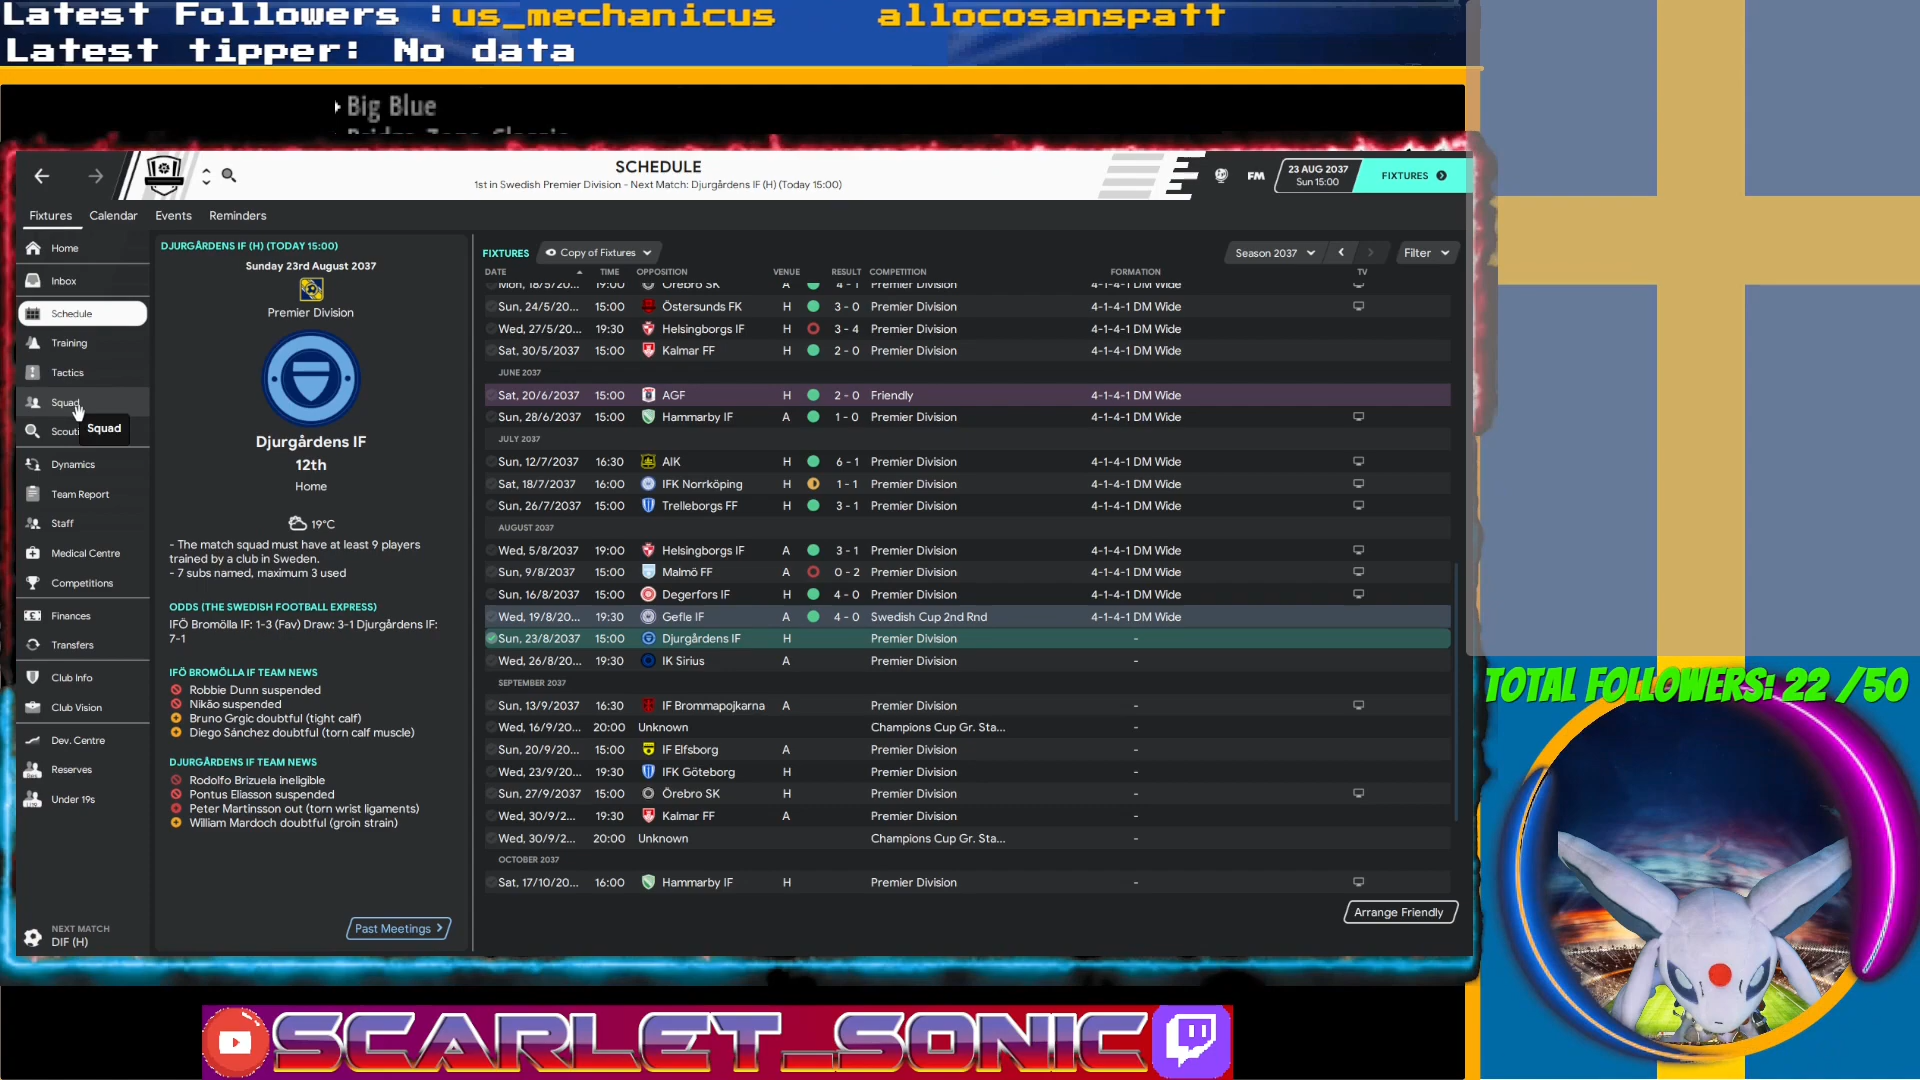 Latest Followers :us_mechanicus allocosanspatt
Latest tipper: No data
Big Blue
SCHEDULE
1st in Swedish Premier Division - Next Match: Djurgårdens IF (H) (Today 15:00)
FM
23 AUG 2037
Sun 15:00
FIXTURES
Fixtures Calendar Events Reminders
Home
Inbox
Schedule
Training
Tactics
Squad
Scouti
Squad
Dynamics
Team Report
Staff
Medical Centre
Competitions
Finances
Transfers
Club Info
Club Vision
Dev. Centre
Reserves
Under 19s
NEXT MATCH
DIF (H)
DJURGÅRDENS IF (H) (TODAY 15:00)
Sunday 23rd August 2037
Premier Division
Djurgårdens IF
12th
Home
19°C
- The match squad must have at least 9 players
trained by a club in Sweden.
- 7 subs named, maximum 3 used
ODDS (THE SWEDISH FOOTBALL EXPRESS)
IFÖ Bromölla IF: 1-3 (Fav) Draw: 3-1 Djurgårdens IF:
7-1
IFÖ BROMÖLLA IF TEAM NEWS
Robbie Dunn suspended
Nikão suspended
Bruno Grgic doubtful (tight calf)
Diego Sánchez doubtful (torn calf muscle)
DJURGÅRDENS IF TEAM NEWS
Rodolfo Brizuela ineligible
Pontus Eliasson suspended
Peter Martinsson out (torn wrist ligaments)
William Mardoch doubtful (groin strain)
Past Meetings
FIXTURES Copy of Fixtures Season 2037 Filter
DATE TIME OPPOSITION VENUE RESULT COMPETITION FORMATION TV
Mon, 18/5/20... 19:00 Örebro SK A 4 - 1 Premier Division 4-1-4-1 DM Wide
Sun, 24/5/20... 15:00 Östersunds FK H 3 - 0 Premier Division 4-1-4-1 DM Wide
Wed, 27/5/20... 19:30 Helsingborgs IF H 3 - 4 Premier Division 4-1-4-1 DM Wide
Sat, 30/5/2037 15:00 Kalmar FF H 2 - 0 Premier Division 4-1-4-1 DM Wide
JUNE 2037
Sat, 20/6/2037 15:00 AGF H 2 - 0 Friendly 4-1-4-1 DM Wide
Sun, 28/6/2037 15:00 Hammarby IF A 1 - 0 Premier Division 4-1-4-1 DM Wide
JULY 2037
Sun, 12/7/2037 16:30 AIK H 6 - 1 Premier Division 4-1-4-1 DM Wide
Sat, 18/7/2037 16:00 IFK Norrköping H 1 - 1 Premier Division 4-1-4-1 DM Wide
Sun, 26/7/2037 15:00 Trelleborgs FF H 3 - 1 Premier Division 4-1-4-1 DM Wide
AUGUST 2037
Wed, 5/8/2037 19:00 Helsingborgs IF A 3 - 1 Premier Division 4-1-4-1 DM Wide
Sun, 9/8/2037 15:00 Malmö FF A 0 - 2 Premier Division 4-1-4-1 DM Wide
Sun, 16/8/2037 15:00 Degerfors IF H 4 - 0 Premier Division 4-1-4-1 DM Wide
Wed, 19/8/20... 19:30 Gefle IF A 4 - 0 Swedish Cup 2nd Rnd 4-1-4-1 DM Wide
Sun, 23/8/2037 15:00 Djurgårdens IF H Premier Division -
Wed, 26/8/20... 19:30 IK Sirius A Premier Division -
SEPTEMBER 2037
Sun, 13/9/2037 16:30 IF Brommapojkarna A Premier Division -
Wed, 16/9/20... 20:00 Unknown Champions Cup Gr. Sta... -
Sun, 20/9/20... 15:00 IF Elfsborg A Premier Division -
Wed, 23/9/20... 19:30 IFK Göteborg H Premier Division -
Sun, 27/9/2037 15:00 Örebro SK H Premier Division -
Wed, 30/9/2... 19:30 Kalmar FF A Premier Division -
Wed, 30/9/2... 20:00 Unknown Champions Cup Gr. Sta... -
OCTOBER 2037
Sat, 17/10/20... 16:00 Hammarby IF H Premier Division -
Arrange Friendly
TOTAL FOLLOWERS: 22 /50
SCARLET_SONIC